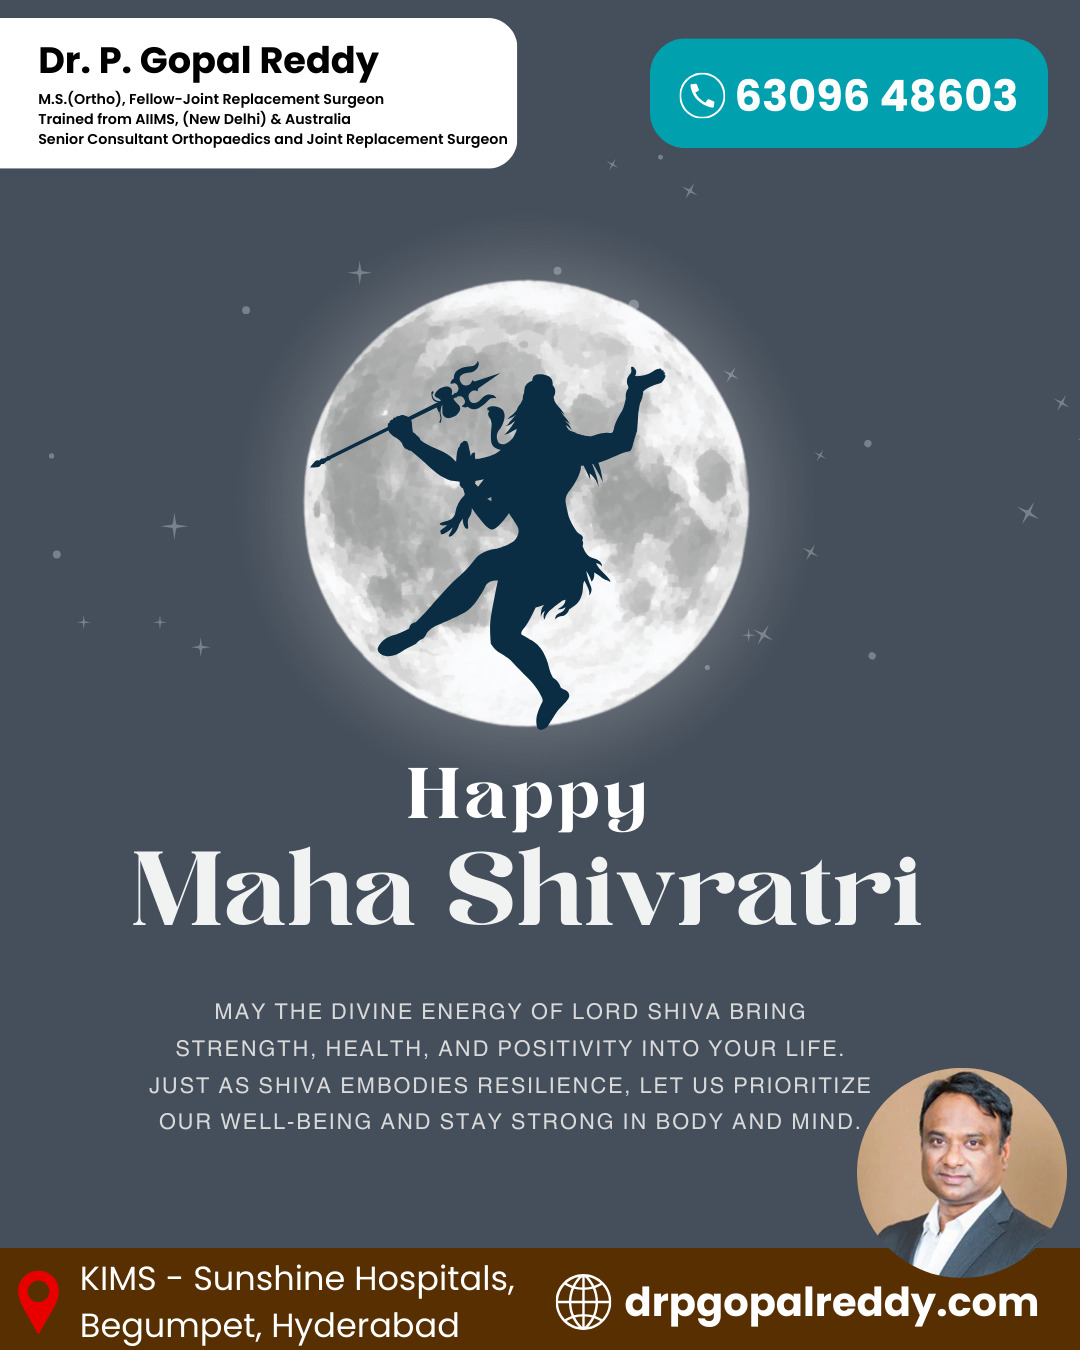 Dr. P. Gopal Reddy
M.S.(Ortho), Fellow-Joint Replacement Surgeon
Trained from AIIMS, (New Delhi) & Australia
Senior Consultant Orthopaedics and Joint Replacement Surgeon
63096 48603
Happy
Maha Shivratri
MAY THE DIVINE ENERGY OF LORD SHIVA BRING
STRENGTH, HEALTH, AND POSITIVITY INTO YOUR LIFE.
JUST AS SHIVA EMBODIES RESILIENCE, LET US PRIORITIZE
OUR WELL-BEING AND STAY STRONG IN BODY AND MIND.
KIMS - Sunshine Hospitals,
Begumpet, Hyderabad
drpgopalreddy.com